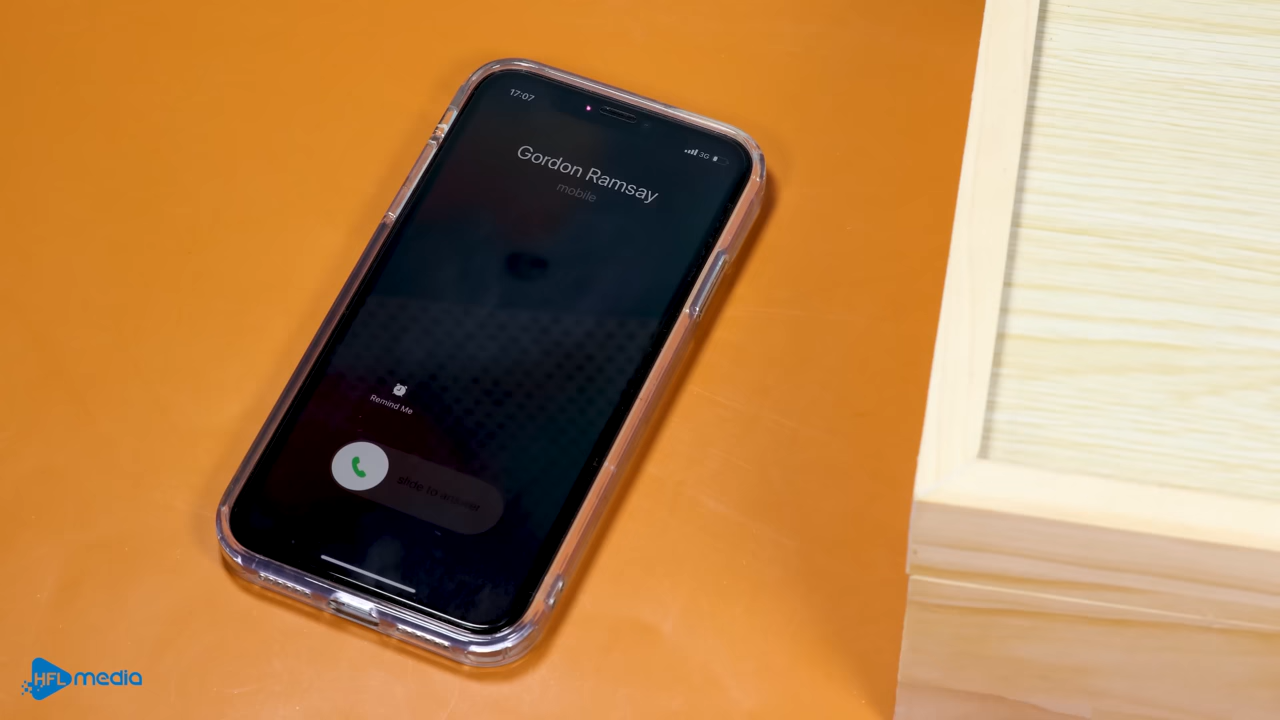 17:07
3G
Gordon Ramsay
mobile
Remind Me
slide to answer
HFL media